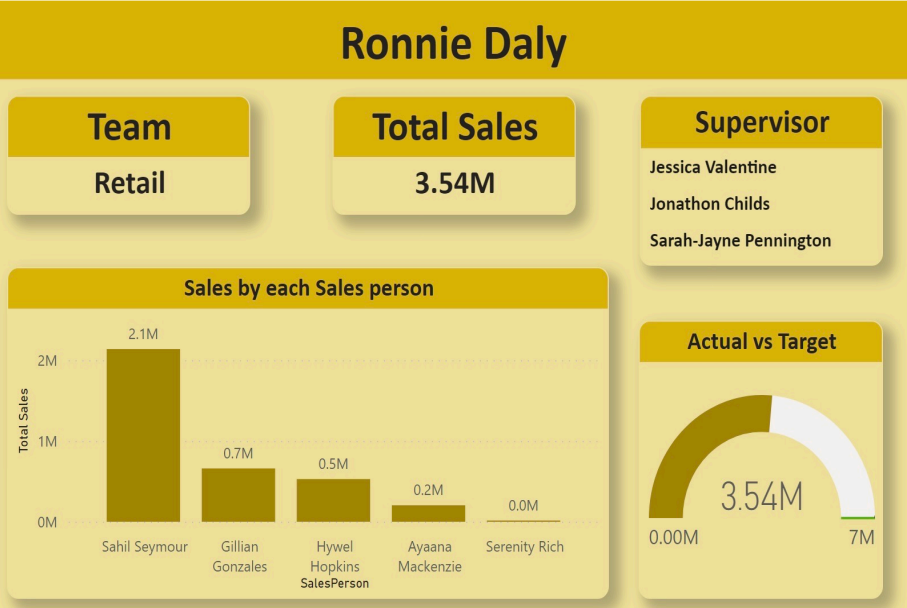 Ronnie Daly
Team
Retail
Total Sales
3.54M
Supervisor
Jessica Valentine
Jonathon Childs
Sarah-Jayne Pennington
Sales by each Sales person
Total Sales
2M
1M
0M
2.1M
0.7M
0.5M
0.2M
0.0M
Sahil Seymour
Gillian
Gonzales
Hywel
Hopkins
Ayaana
Mackenzie
Serenity Rich
SalesPerson
Actual vs Target
3.54M
0.00M
7M